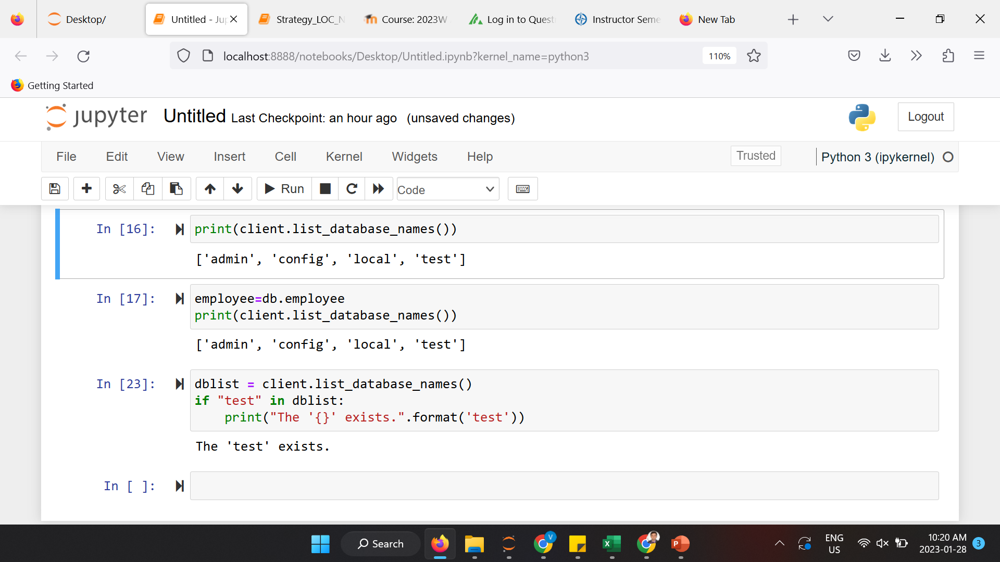 Desktop/
Untitled - Jup
Strategy_LOC_N
Course: 2023W
Log in to Quest
Instructor Seme
New Tab
localhost:8888/notebooks/Desktop/Untitled.ipynb?kernel_name=python3
110%
Getting Started
jupyter Untitled Last Checkpoint: an hour ago (unsaved changes)
Logout
File Edit View Insert Cell Kernel Widgets Help
Trusted
Python 3 (ipykernel)
Run
Code
In [16]: print(client.list_database_names())
['admin', 'config', 'local', 'test']
In [17]: employee=db.employee
print(client.list_database_names())
['admin', 'config', 'local', 'test']
In [23]: dblist = client.list_database_names()
if "test" in dblist:
    print("The '{}' exists.".format('test'))
The 'test' exists.
In [ ]:
Search
V
X
P
ENG
US
10:20 AM
2023-01-28
3